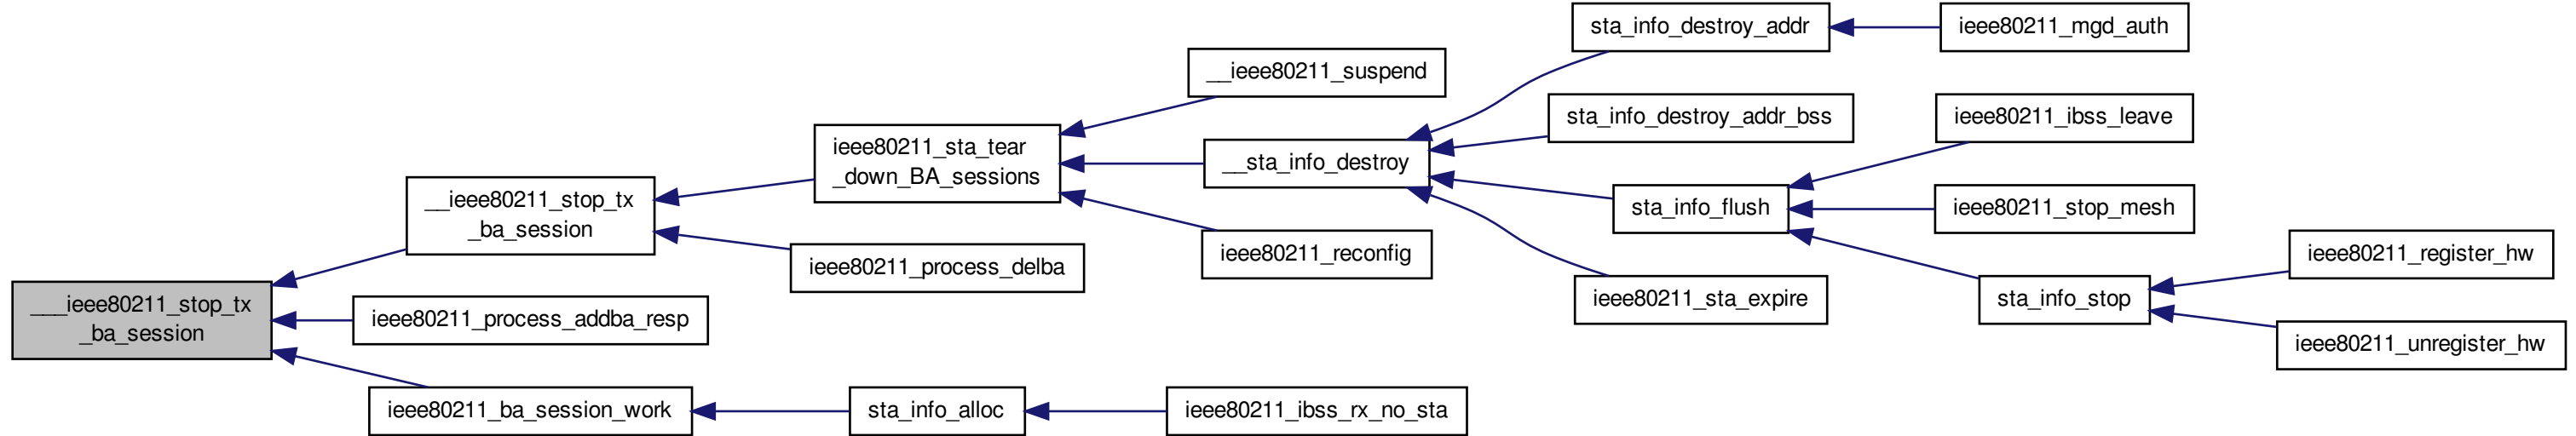 ___ieee80211_stop_tx
_ba_session
__ieee80211_stop_tx
_ba_session
ieee80211_process_addba_resp
ieee80211_ba_session_work
ieee80211_sta_tear
_down_BA_sessions
ieee80211_process_delba
sta_info_alloc
__ieee80211_suspend
__sta_info_destroy
ieee80211_reconfig
ieee80211_ibss_rx_no_sta
sta_info_destroy_addr
sta_info_destroy_addr_bss
sta_info_flush
ieee80211_sta_expire
ieee80211_mgd_auth
ieee80211_ibss_leave
ieee80211_stop_mesh
sta_info_stop
ieee80211_register_hw
ieee80211_unregister_hw